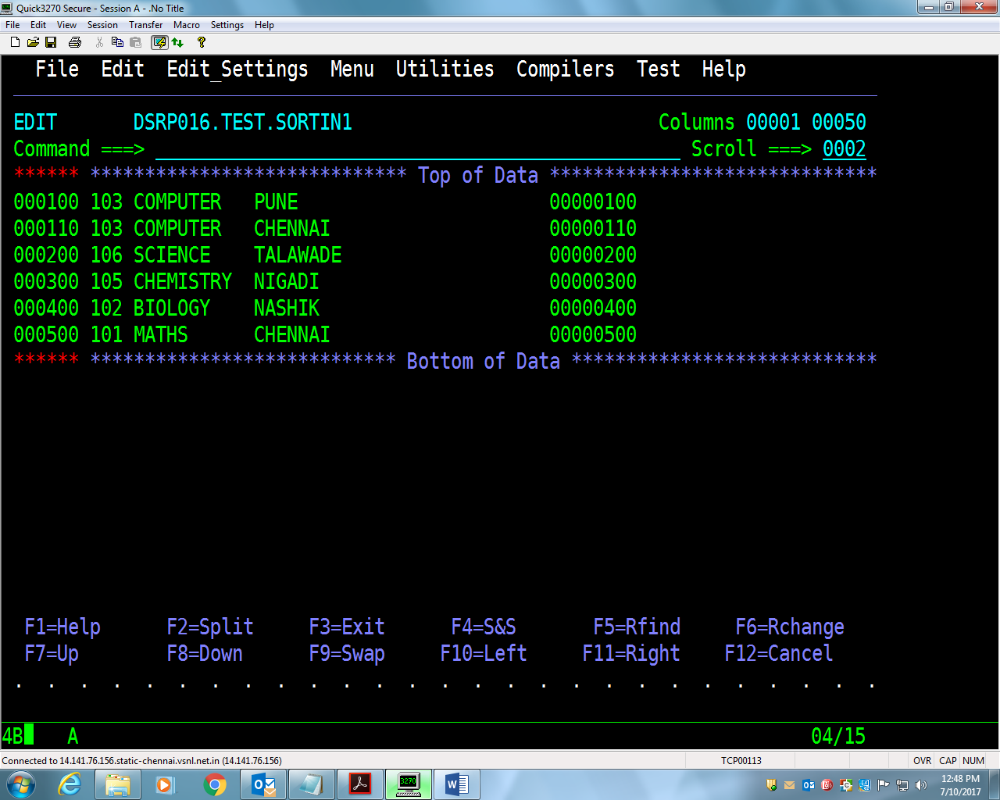 Quick3270 Secure - Session A - .No Title
File Edit View Session Transfer Macro Settings Help
File Edit Edit_Settings Menu Utilities Compilers Test Help
EDIT DSRP016.TEST.SORTIN1 Columns 00001 00050
Command ===> Scroll ===> 0002
****** ***************************** Top of Data ******************************
000100 103 COMPUTER PUNE 00000100
000110 103 COMPUTER CHENNAI 00000110
000200 106 SCIENCE TALAWADE 00000200
000300 105 CHEMISTRY NIGADI 00000300
000400 102 BIOLOGY NASHIK 00000400
000500 101 MATHS CHENNAI 00000500
****** **************************** Bottom of Data ****************************
F1=Help F2=Split F3=Exit F4=S&S F5=Rfind F6=Rchange
F7=Up F8=Down F9=Swap F10=Left F11=Right F12=Cancel
. . . . . . . . . . . . . . . . . . . . . . . . . . .
4B A 04/15
Connected to 14.141.76.156.static-chennai.vsnl.net.in (14.141.76.156) TCP00113 OVR CAP NUM
3270
12:48 PM
7/10/2017